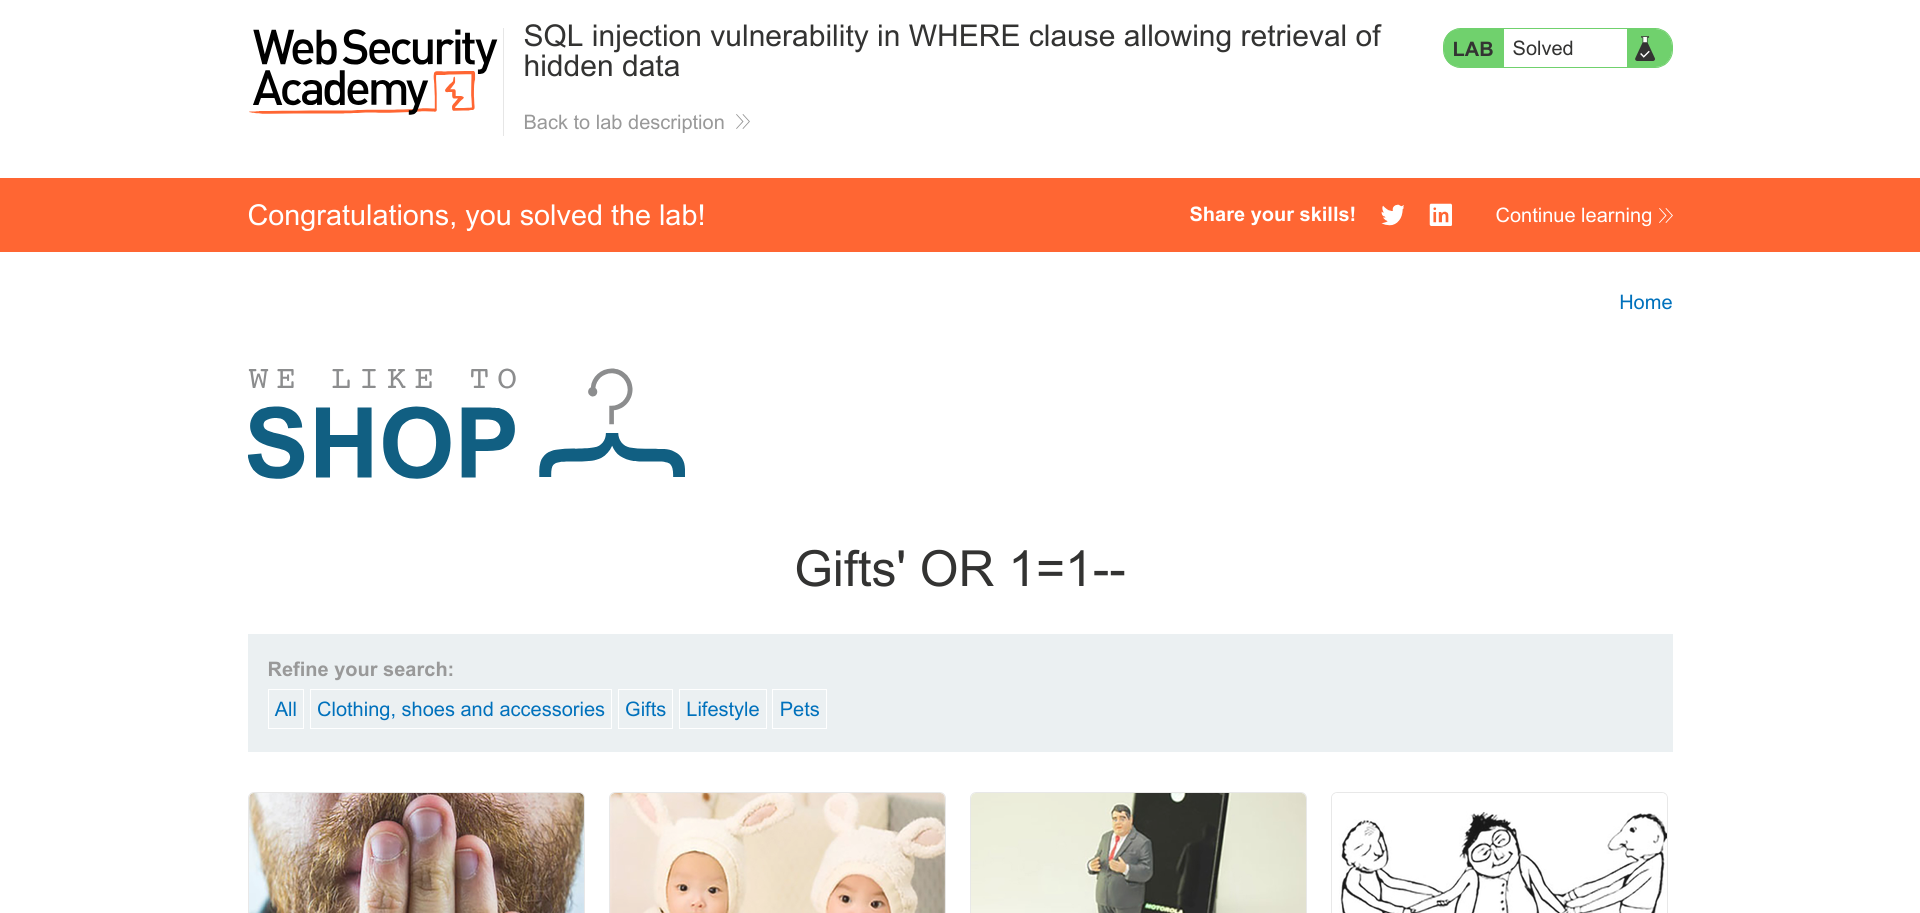 Web Security
Academy
SQL injection vulnerability in WHERE clause allowing retrieval of
hidden data
Back to lab description
LAB Solved
Congratulations, you solved the lab!
Share your skills!
Continue learning
Home
WE LIKE TO
SHOP
Gifts' OR 1=1--
Refine your search:
All
Clothing, shoes and accessories
Gifts
Lifestyle
Pets
MOTOROLA